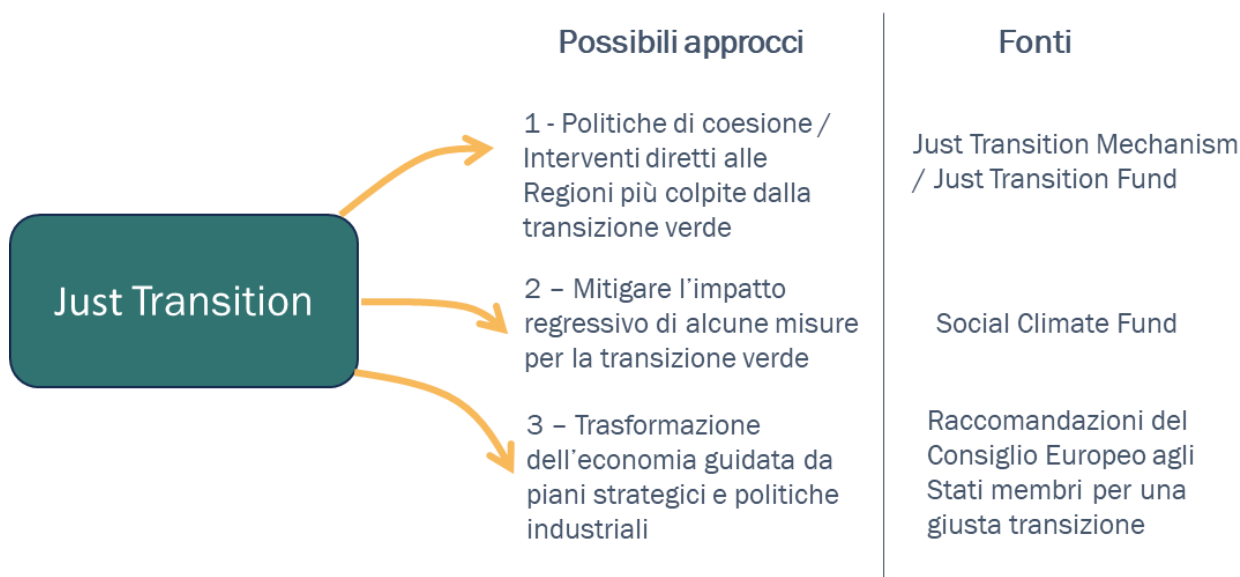 Possibili approcci
Fonti
Just Transition
1 - Politiche di coesione /
Interventi diretti alle
Regioni più colpite dalla
transizione verde
Just Transition Mechanism
/ Just Transition Fund
2 – Mitigare l’impatto
regressivo di alcune misure
per la transizione verde
Social Climate Fund
3 – Trasformazione
dell’economia guidata da
piani strategici e politiche
industriali
Raccomandazioni del
Consiglio Europeo agli
Stati membri per una
giusta transizione